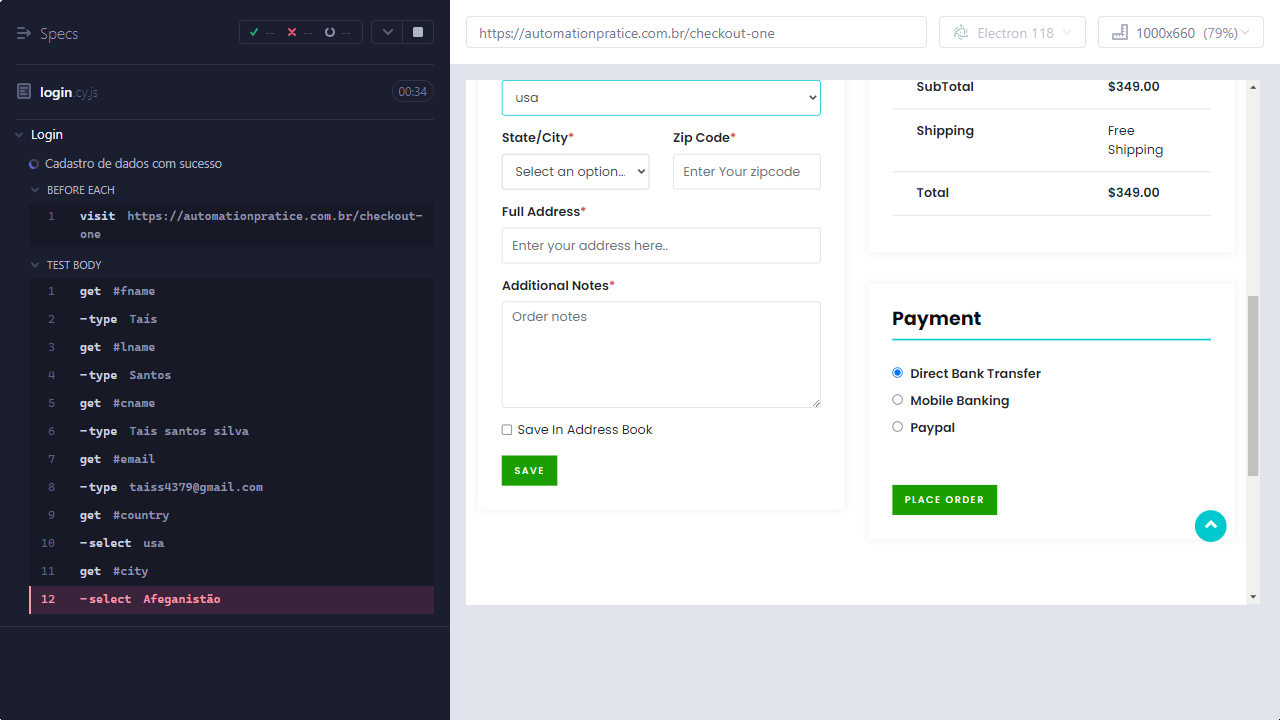 Specs
-- -- --
login.cy.js
00:34
Login
Cadastro de dados com sucesso
BEFORE EACH
1 visit https://automationpratice.com.br/checkout-
one
TEST BODY
1 get #fname
2 -type Tais
3 get #lname
4 -type Santos
5 get #cname
6 -type Tais santos silva
7 get #email
8 -type taiss4379@gmail.com
9 get #country
10 -select usa
11 get #city
12 -select Afeganistão
https://automationpratice.com.br/checkout-one
Electron 118
1000x660 (79%)
usa
State/City*
Zip Code*
Select an option...
Enter Your zipcode
Full Address*
Enter your address here..
Additional Notes*
Order notes
Save In Address Book
SAVE
SubTotal $349.00
Shipping Free
Shipping
Total $349.00
Payment
Direct Bank Transfer
Mobile Banking
Paypal
PLACE ORDER